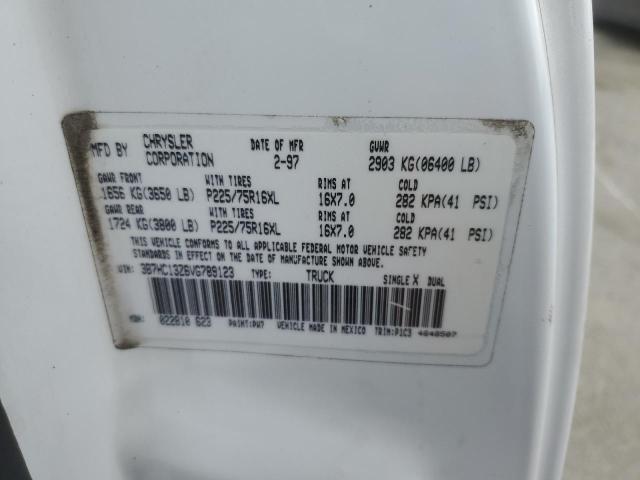 MFD BY CHRYSLER CORPORATION DATE OF MFR 2-97 GVWR 2903 KG(06400 LB)
GAWR FRONT WITH TIRES RIMS AT COLD
1656 KG(3650 LB) P225/75R16XL 16X7.0 282 KPA(41 PSI)
GAWR REAR WITH TIRES RIMS AT COLD
1724 KG(3800 LB) P225/75R16XL 16X7.0 282 KPA(41 PSI)
THIS VEHICLE CONFORMS TO ALL APPLICABLE FEDERAL MOTOR VEHICLE SAFETY
STANDARDS IN EFFECT ON THE DATE OF MANUFACTURE SHOWN ABOVE
VIN: 3B7HC13Z6VG789123 TYPE: TRUCK SINGLE X DUAL
MDH: 022810 623 PAINT:PW7 VEHICLE MADE IN MEXICO TRIM:P1C3 4648507